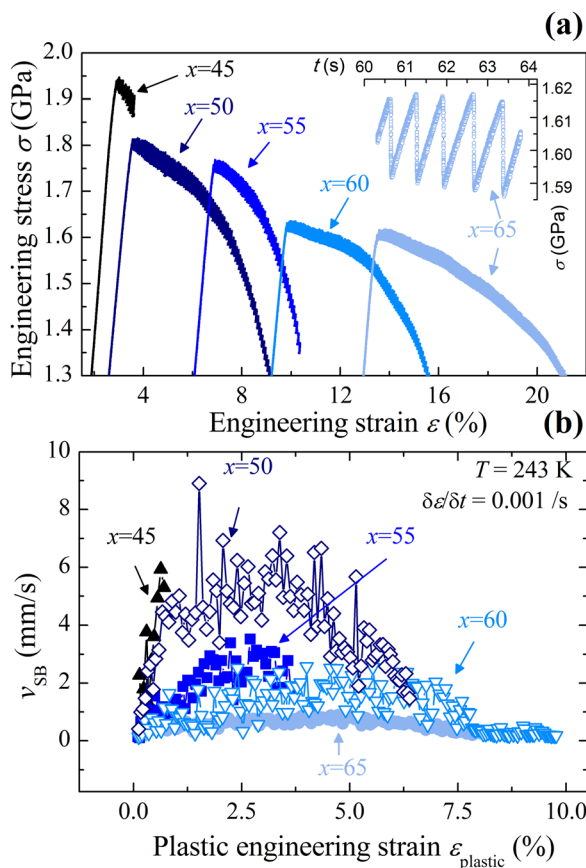 (a)
t (s)
60 61 62 63 64
2.0
1.9
1.8
1.7
1.6
1.5
1.4
1.3
Engineering stress σ (GPa)
x=45
x=50
x=55
x=60
x=65
1.62
1.61
1.60
1.59
σ (GPa)
4 8 12 16 20
Engineering strain ε (%)
(b)
10
8
6
4
2
0
v_SB (mm/s)
x=50
T = 243 K
δε/δt = 0.001 /s
x=45
x=55
x=60
x=65
0.0 2.5 5.0 7.5 10.0
Plastic engineering strain ε_plastic (%)